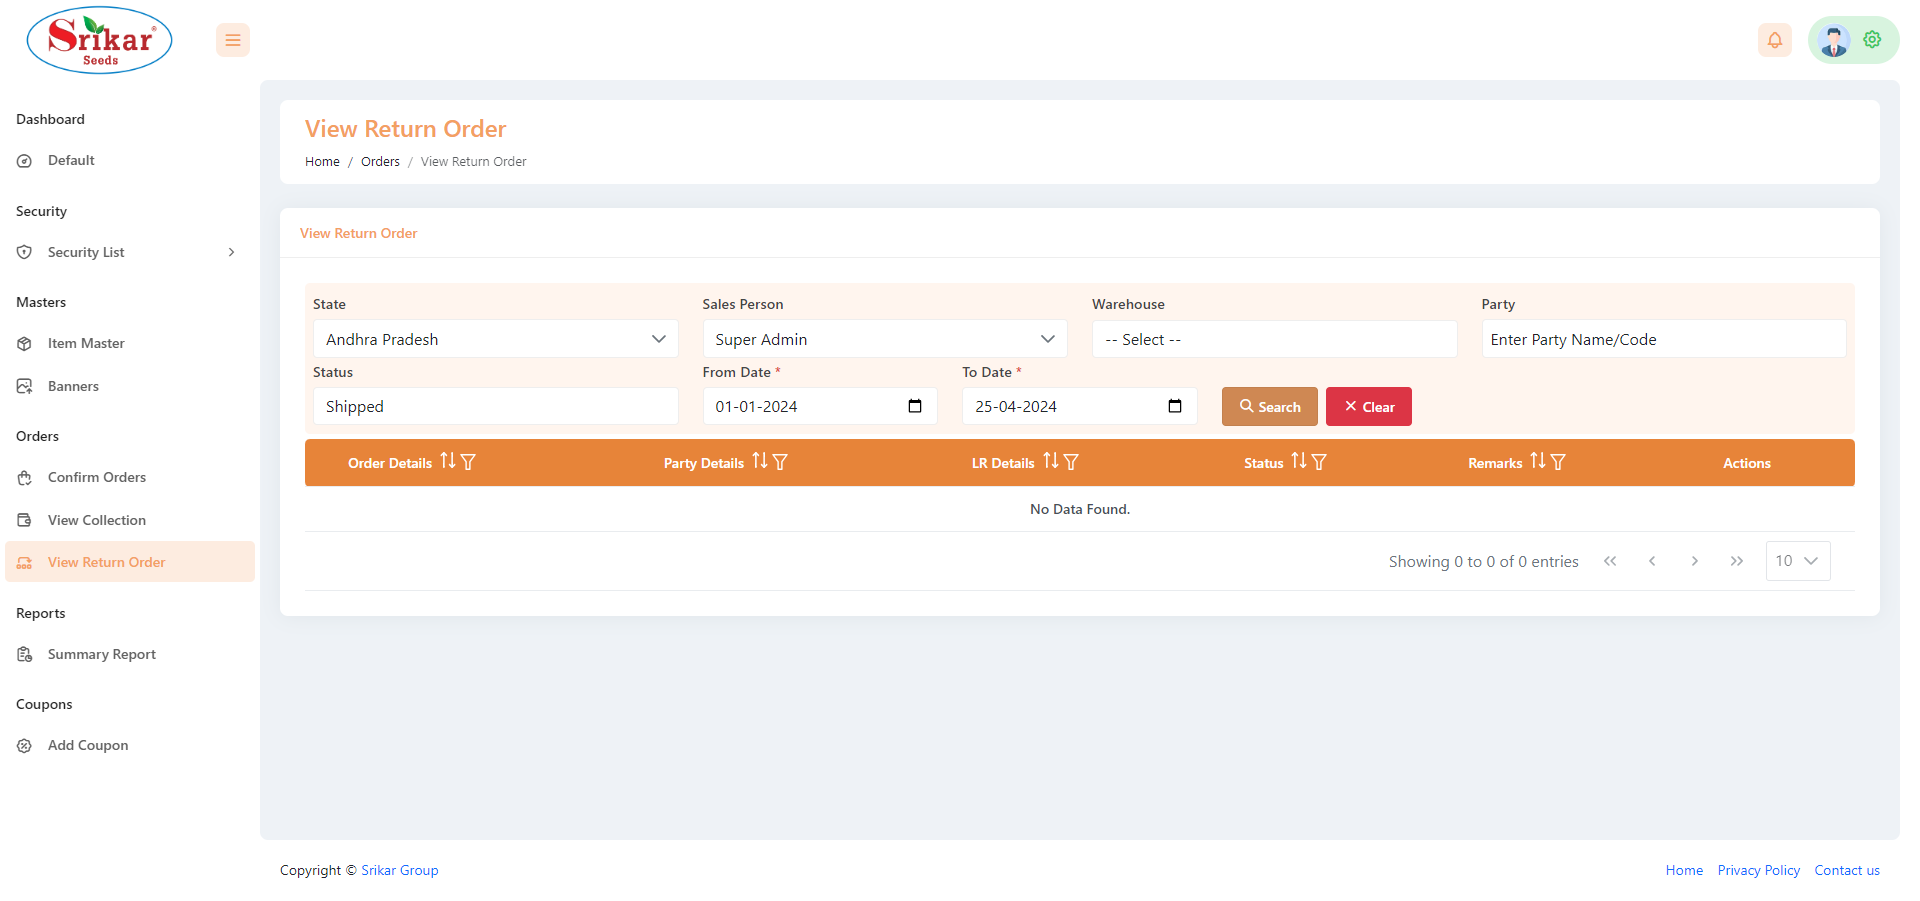 Srikar®
Seeds
Dashboard
Default
Security
Security List
Masters
Item Master
Banners
Orders
Confirm Orders
View Collection
View Return Order
Reports
Summary Report
Coupons
Add Coupon
View Return Order
Home / Orders / View Return Order
View Return Order
State Sales Person Warehouse Party
Andhra Pradesh Super Admin -- Select -- Enter Party Name/Code
Status From Date * To Date *
Shipped 01-01-2024 25-04-2024 Search Clear
Order Details Party Details LR Details Status Remarks Actions
No Data Found.
Showing 0 to 0 of 0 entries 10
Copyright © Srikar Group Home Privacy Policy Contact us